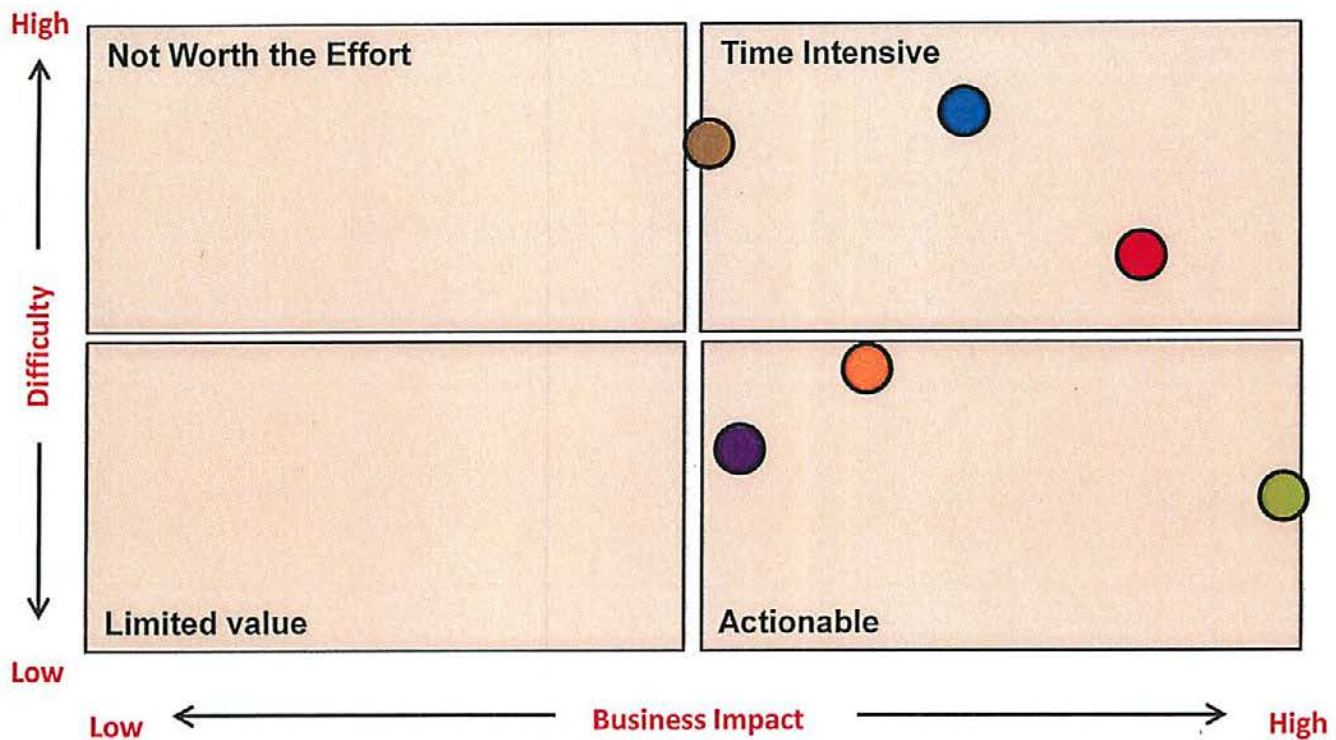 High
Not Worth the Effort
Time Intensive
Difficulty
Limited value
Actionable
Low
Low
Business Impact
High